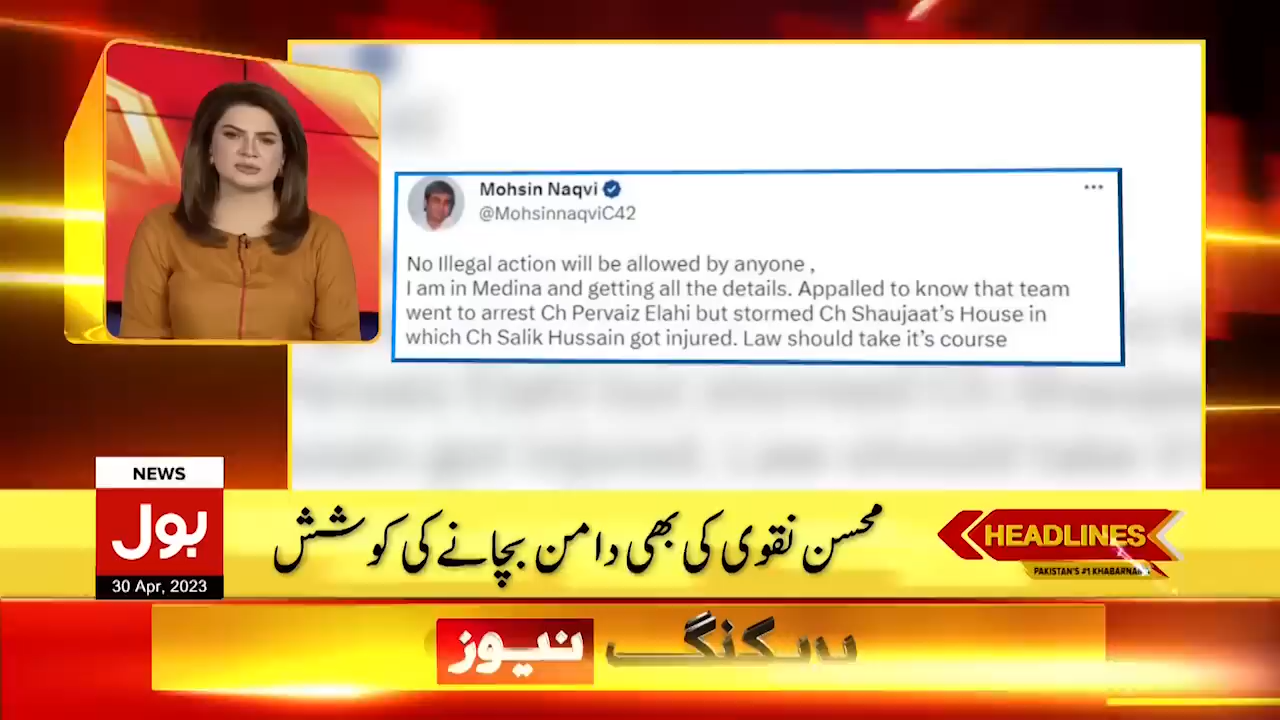 Mohsin Naqvi
@MohsinnaqviC42
No Illegal action will be allowed by anyone ,
I am in Medina and getting all the details. Appalled to know that team
went to arrest Ch Pervaiz Elahi but stormed Ch Shaujaat's House in
which Ch Salik Hussain got injured. Law should take it's course
NEWS
بول
30 Apr, 2023
محسن نقوی کی بھی دامن بچانے کی کوشش
HEADLINES
PAKISTAN'S #1
بریکنگ نیوز